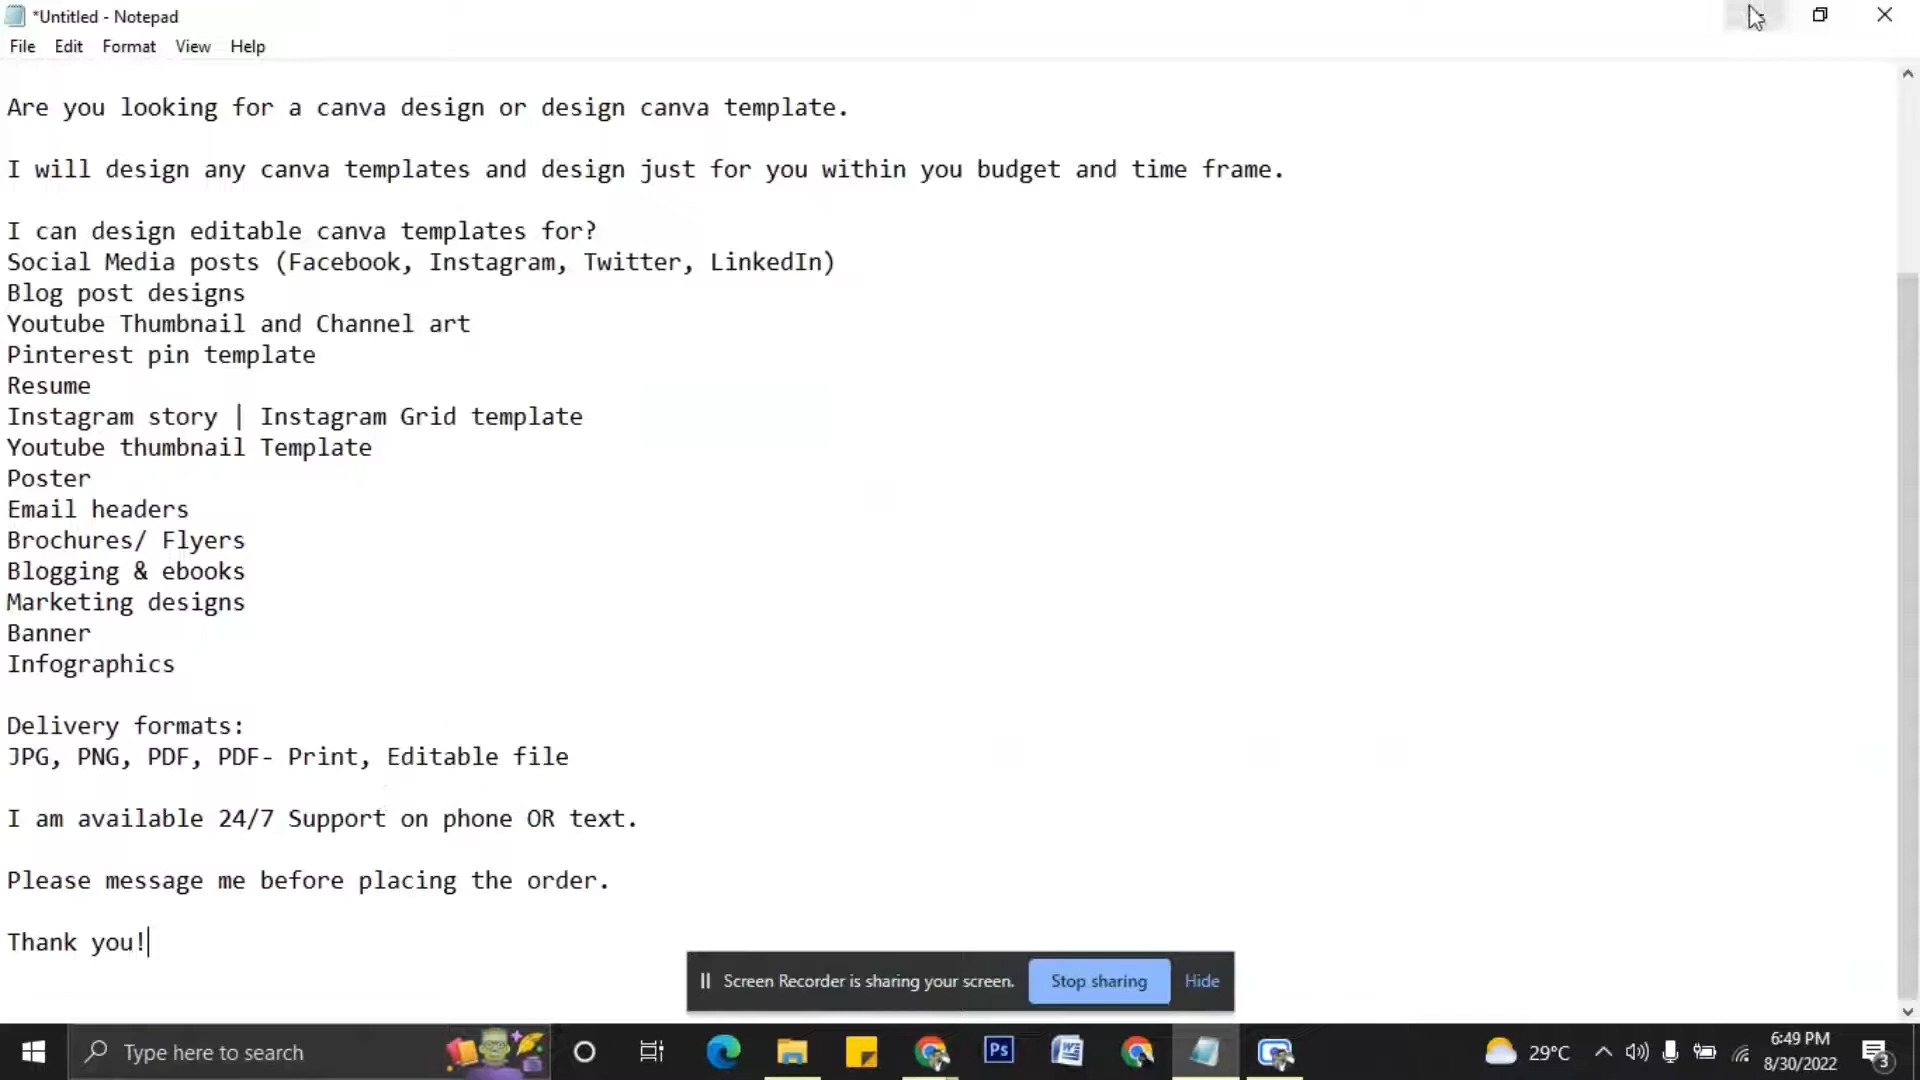 *Untitled - Notepad
File Edit Format View Help
Are you looking for a canva design or design canva template.
I will design any canva templates and design just for you within you budget and time frame.
I can design editable canva templates for?
Social Media posts (Facebook, Instagram, Twitter, LinkedIn)
Blog post designs
Youtube Thumbnail and Channel art
Pinterest pin template
Resume
Instagram story | Instagram Grid template
Youtube thumbnail Template
Poster
Email headers
Brochures/ Flyers
Blogging & ebooks
Marketing designs
Banner
Infographics
Delivery formats:
JPG, PNG, PDF, PDF- Print, Editable file
I am available 24/7 Support on phone OR text.
Please message me before placing the order.
Thank you!
Screen Recorder is sharing your screen. Stop sharing Hide
Type here to search
Ps
29°C
6:49 PM
8/30/2022
3